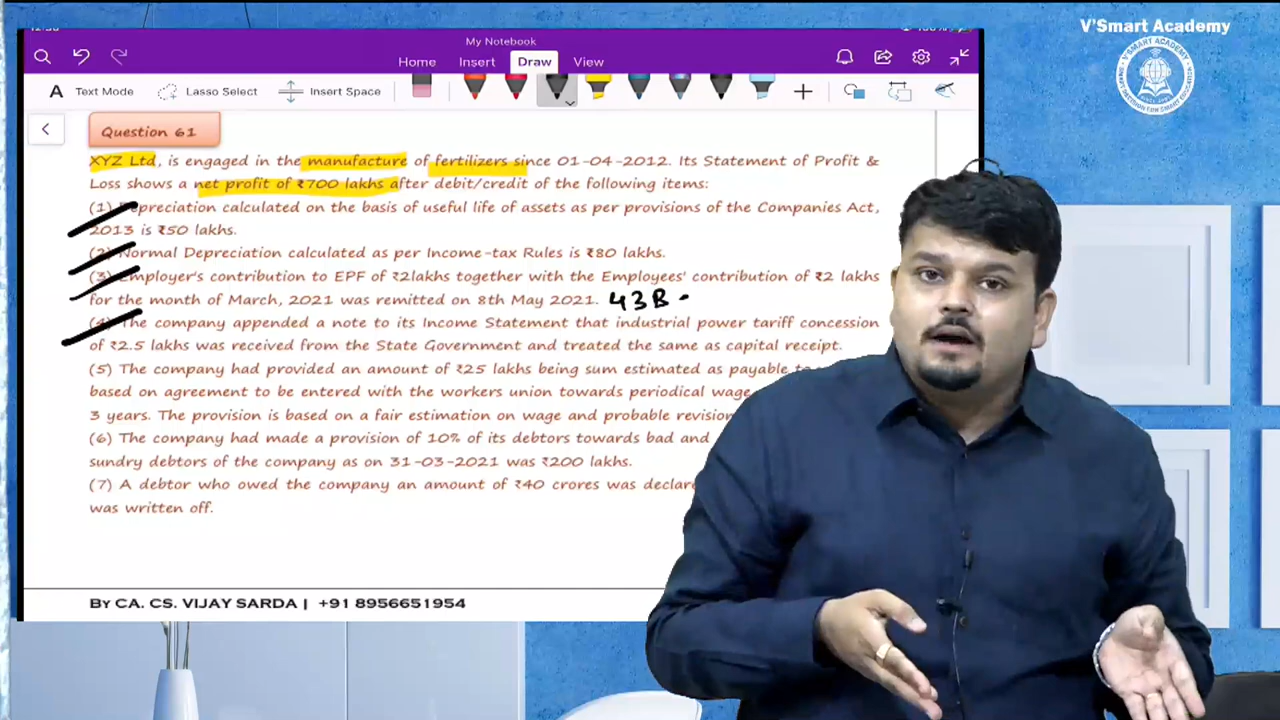 V'Smart Academy
My Notebook
Home Insert Draw View
A Text Mode Lasso Select Insert Space
Question 61
XYZ Ltd, is engaged in the manufacture of fertilizers since 01-04-2012. Its Statement of Profit &
Loss shows a net profit of ₹700 lakhs after debit/credit of the following items:
(1) Depreciation calculated on the basis of useful life of assets as per provisions of the Companies Act,
2013 is ₹50 lakhs.
(2) Normal Depreciation calculated as per Income-tax Rules is ₹80 lakhs.
(3) Employer's contribution to EPF of ₹2lakhs together with the Employees' contribution of ₹2 lakhs
for the month of March, 2021 was remitted on 8th May 2021. 43B -
(4) The company appended a note to its Income Statement that industrial power tariff concession
of ₹2.5 lakhs was received from the State Government and treated the same as capital receipt.
(5) The company had provided an amount of ₹25 lakhs being sum estimated as payable to
based on agreement to be entered with the workers union towards periodical wage
3 years. The provision is based on a fair estimation on wage and probable revision
(6) The company had made a provision of 10% of its debtors towards bad and
sundry debtors of the company as on 31-03-2021 was ₹200 lakhs.
(7) A debtor who owed the company an amount of ₹40 crores was
was written off.
BY CA. CS. VIJAY SARDA | +91 8956651954